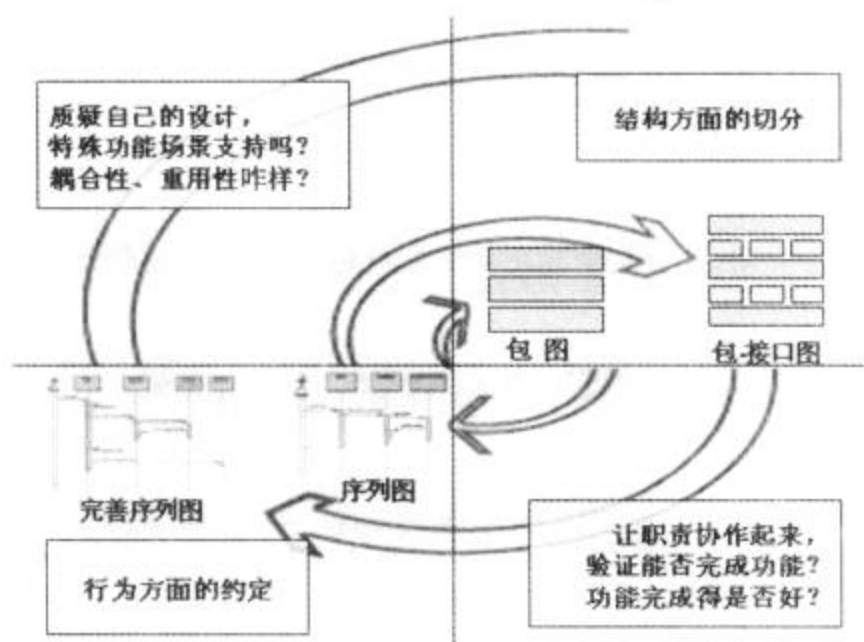 质疑自己的设计，
特殊功能场景支持吗？
耦合性、重用性咋样？
结构方面的切分
包 图
包-接口图
完善序列图
序列图
行为方面的约定
让职责协作起来，
验证能否完成功能？
功能完成得是否好？